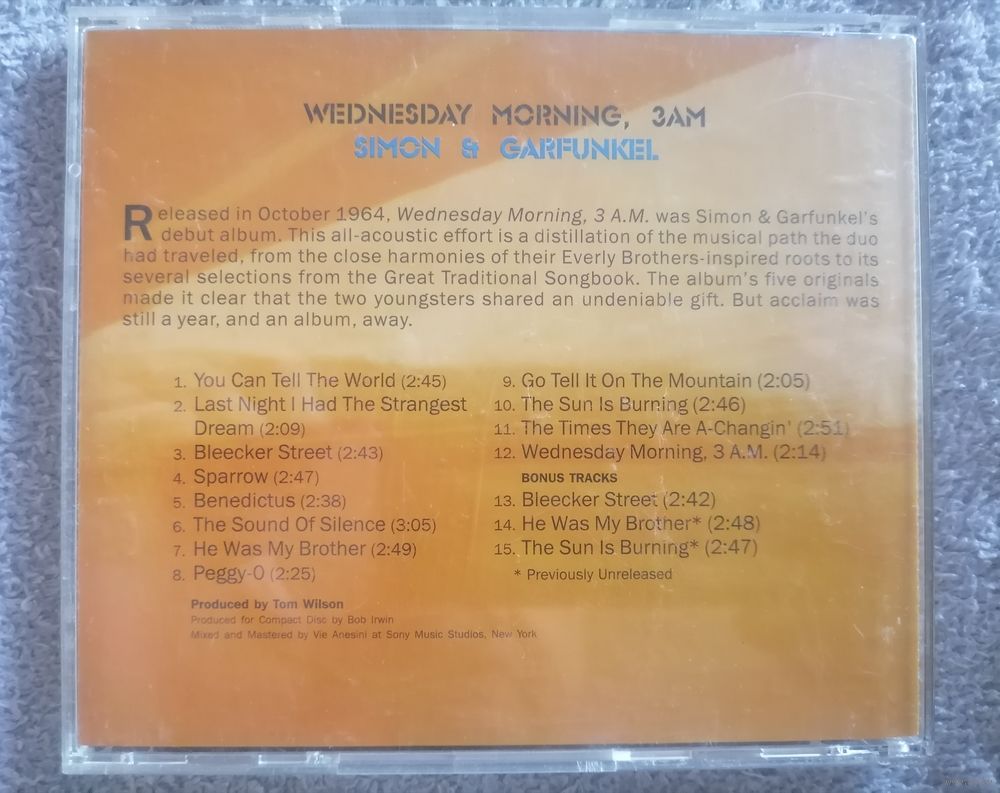 WEDNESDAY MORNING, 3AM
SIMON & GARFUNKEL
Released in October 1964, Wednesday Morning, 3 A.M. was Simon & Garfunkel's
debut album. This all-acoustic effort is a distillation of the musical path the duo
had traveled, from the close harmonies of their Everly Brothers-inspired roots to its
several selections from the Great Traditional Songbook. The album's five originals
made it clear that the two youngsters shared an undeniable gift. But acclaim was
still a year, and an album, away.
1. You Can Tell The World (2:45)
2. Last Night I Had The Strangest
Dream (2:09)
3. Bleecker Street (2:43)
4. Sparrow (2:47)
5. Benedictus (2:38)
6. The Sound Of Silence (3:05)
7. He Was My Brother (2:49)
8. Peggy-O (2:25)
9. Go Tell It On The Mountain (2:05)
10. The Sun Is Burning (2:46)
11. The Times They Are A-Changin' (2:51)
12. Wednesday Morning, 3 A.M. (2:14)
BONUS TRACKS
13. Bleecker Street (2:42)
14. He Was My Brother* (2:48)
15. The Sun Is Burning* (2:47)
* Previously Unreleased
Produced by Tom Wilson
Produced for Compact Disc by Bob Irwin
Mixed and Mastered by Vic Anesini at Sony Music Studios, New York